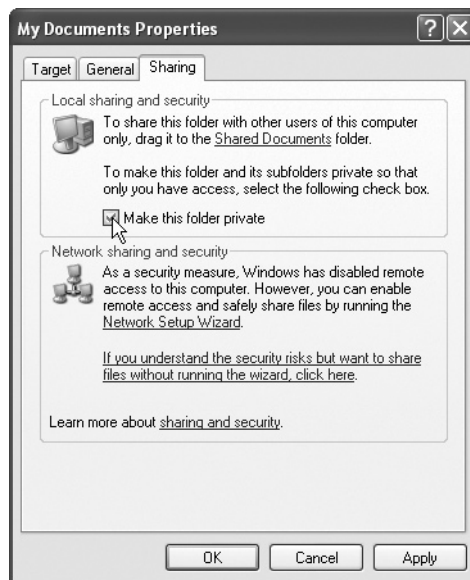 My Documents Properties
Target General Sharing
Local sharing and security
To share this folder with other users of this computer
only, drag it to the Shared Documents folder.
To make this folder and its subfolders private so that
only you have access, select the following check box.
Make this folder private
Network sharing and security
As a security measure, Windows has disabled remote
access to this computer. However, you can enable
remote access and safely share files by running the
Network Setup Wizard.
If you understand the security risks but want to share
files without running the wizard, click here.
Learn more about sharing and security.
OK Cancel Apply